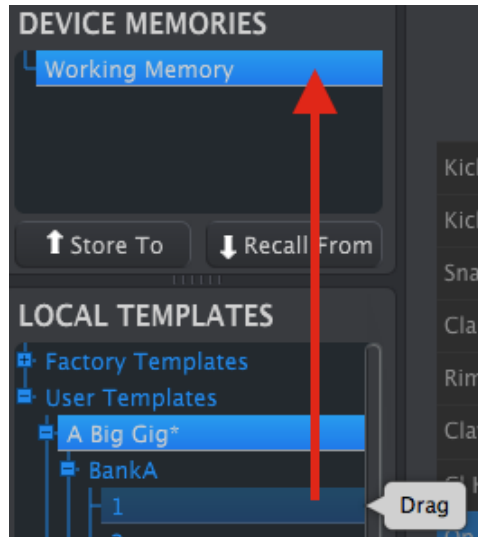 DEVICE MEMORIES
Working Memory
Store To
Recall From
LOCAL TEMPLATES
Factory Templates
User Templates
A Big Gig*
BankA
1
Drag